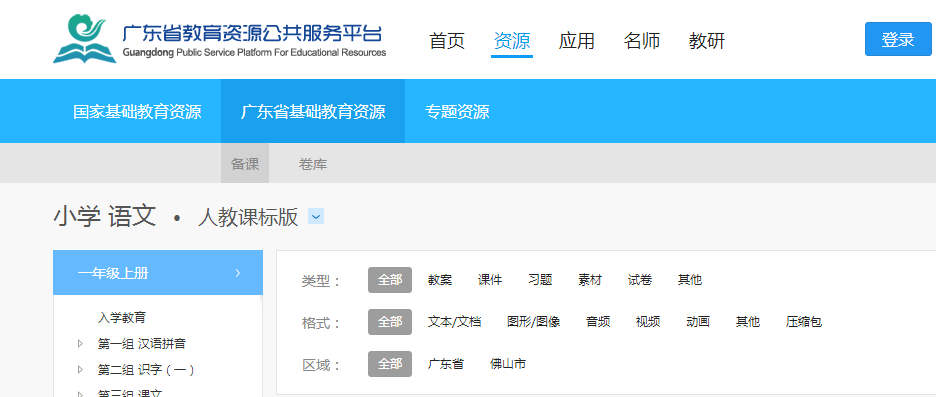 广东省教育资源公共服务平台
Guangdong Public Service Platform For Educational Resources
首页 资源 应用 名师 教研 登录
国家基础教育资源 广东省基础教育资源 专题资源
备课 卷库
小学 语文 • 人教课标版
一年级上册
入学教育
第一组 汉语拼音
第二组 识字（一）
第三组 课文
类型： 全部 教案 课件 习题 素材 试卷 其他
格式： 全部 文本/文档 图形/图像 音频 视频 动画 其他 压缩包
区域： 全部 广东省 佛山市